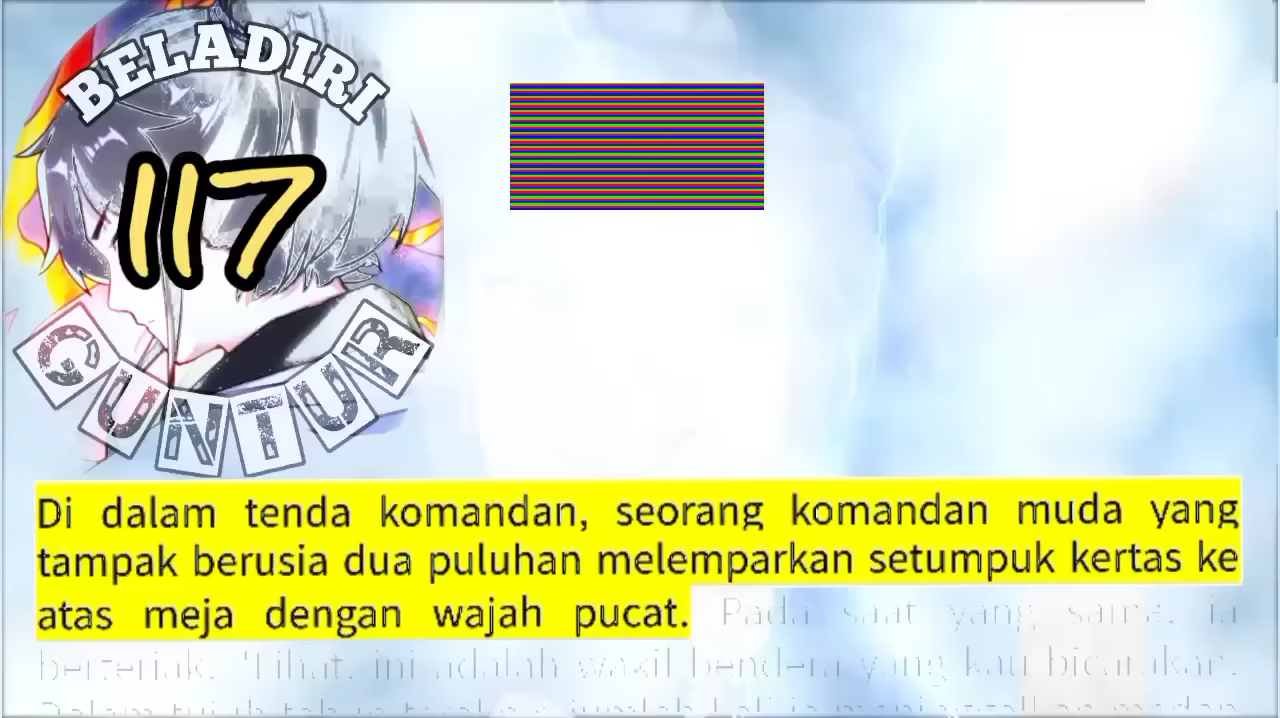 BELADIRI
117
GUNTUR
Di dalam tenda komandan, seorang komandan muda yang
tampak berusia dua puluhan melemparkan setumpuk kertas ke
atas meja dengan wajah pucat. Pada saat yang sama, ia
berteriak. "Lihat, ini adalah wakil bendera yang kau bicarakan.